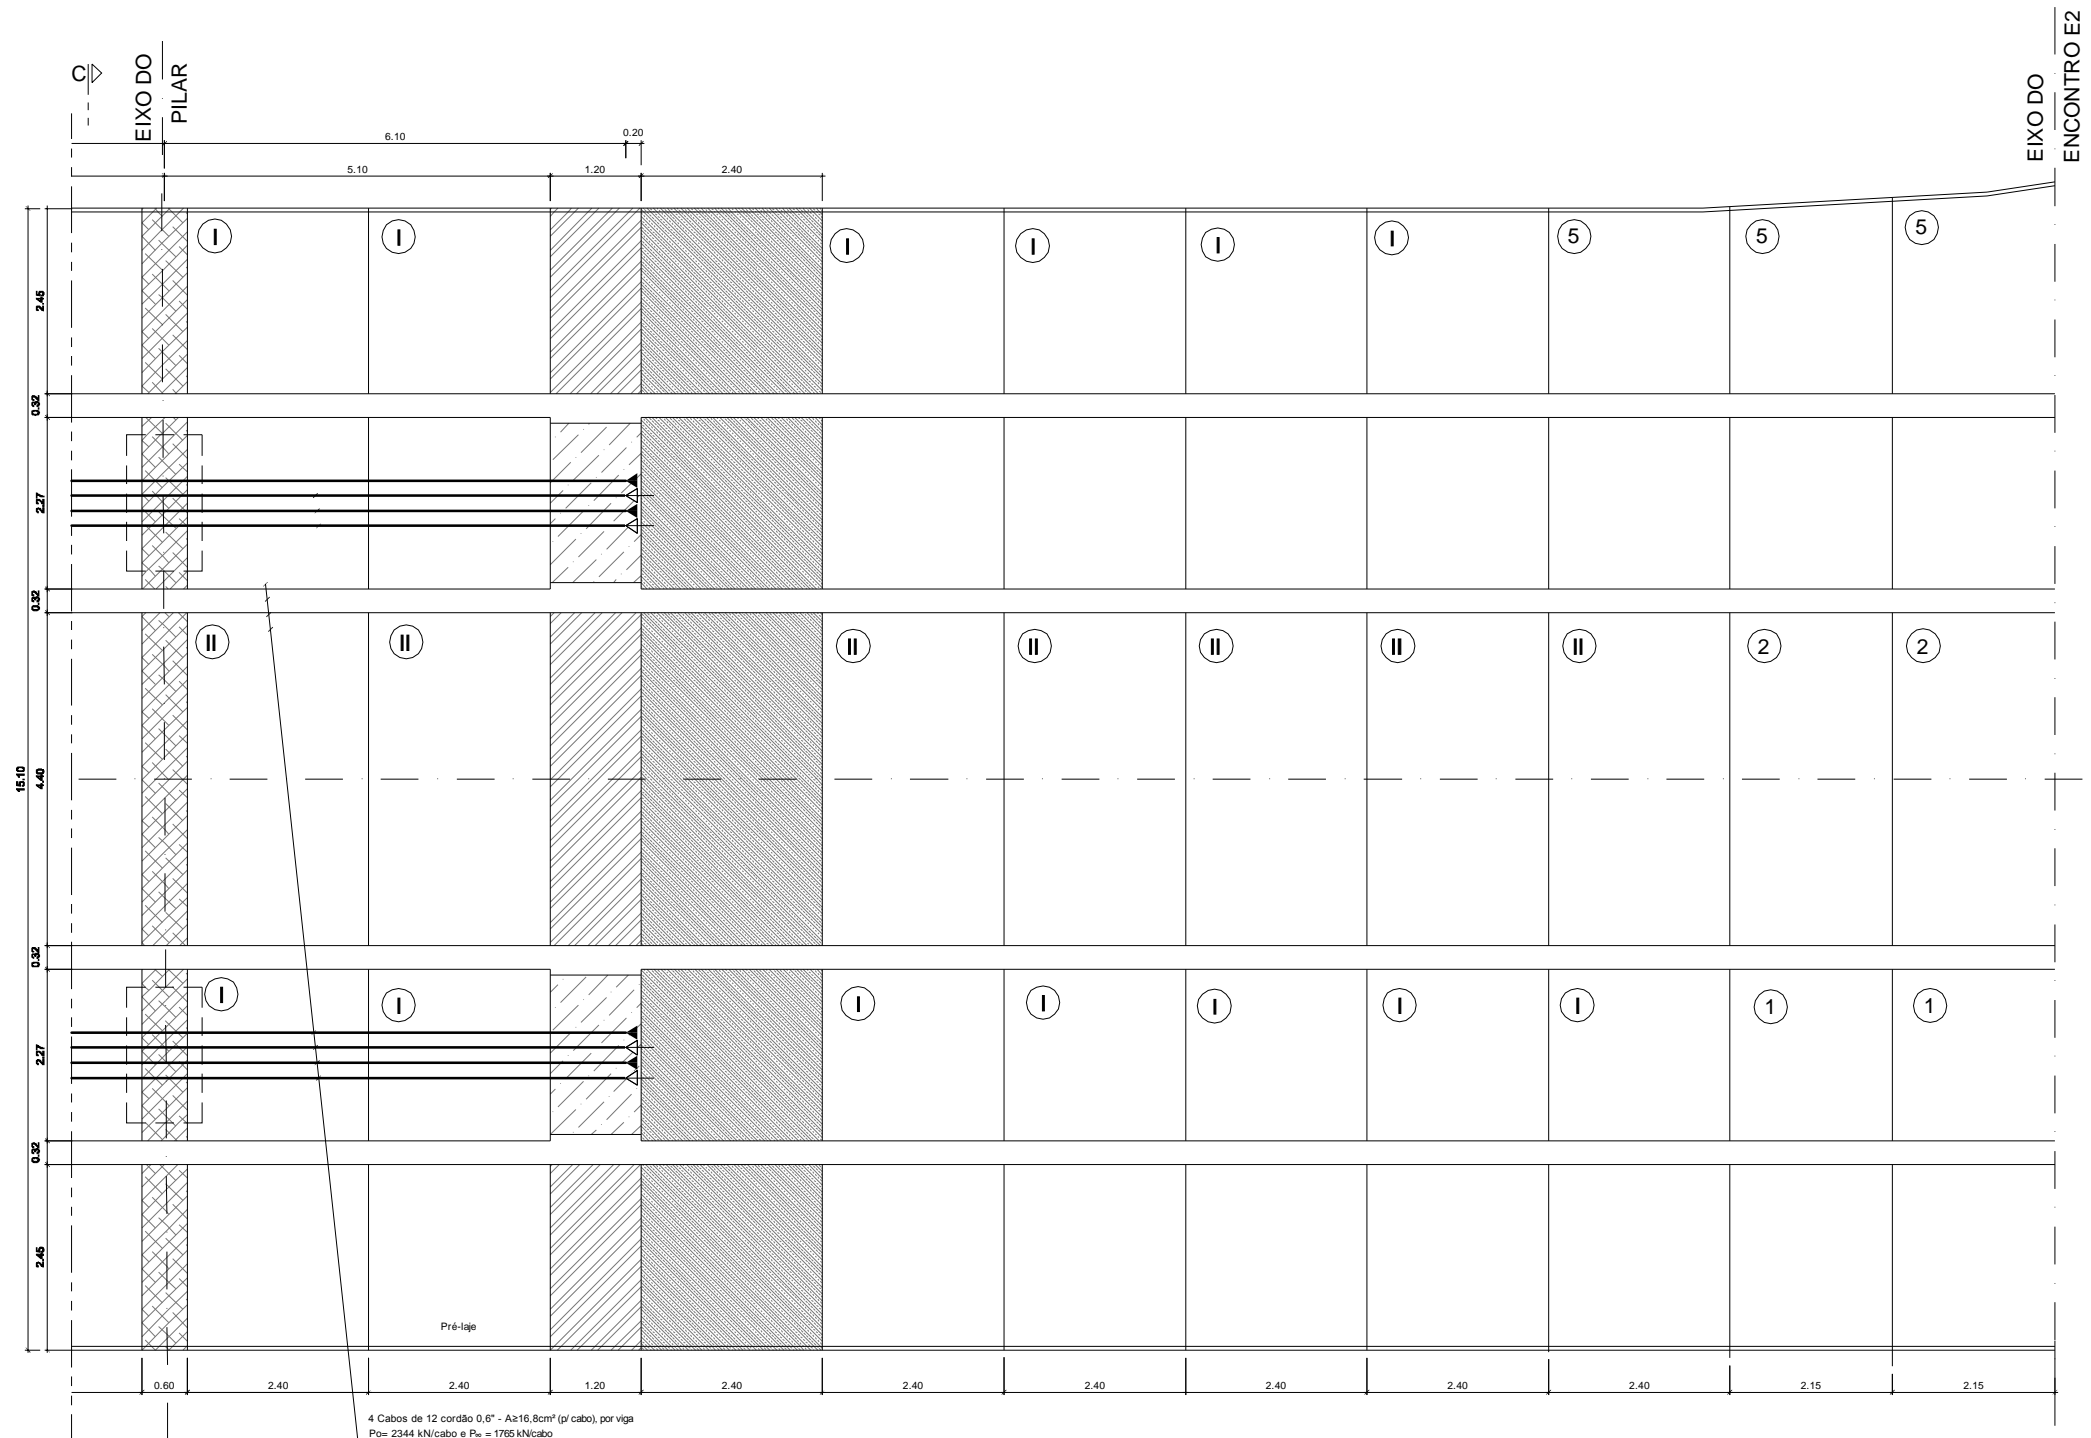 C
EIXO DO
PILAR
EIXO DO
ENCONTRO E2
6.10
0.20
5.10
1.20
2.40
I
I
I
I
I
I
5
5
5
2.45
0.32
2.27
0.32
II
II
II
II
II
II
II
2
2
15.10
4.40
0.32
I
I
I
I
I
I
I
1
1
2.27
0.32
2.45
Pré-laje
0.60
2.40
2.40
1.20
2.40
2.40
2.40
2.40
2.40
2.40
2.15
2.15
4 Cabos de 12 cordão 0,6" - A≥16,8cm² (p/ cabo), por viga
Po= 2344 kN/cabo e P∞ = 1765 kN/cabo